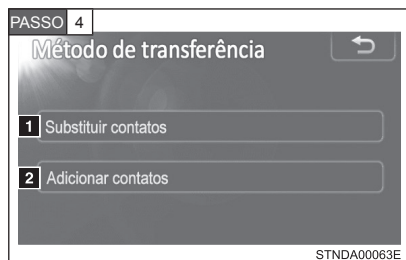 PASSO 4
Método de transferência
1 Substituir contatos
2 Adicionar contatos
STNDA00063E